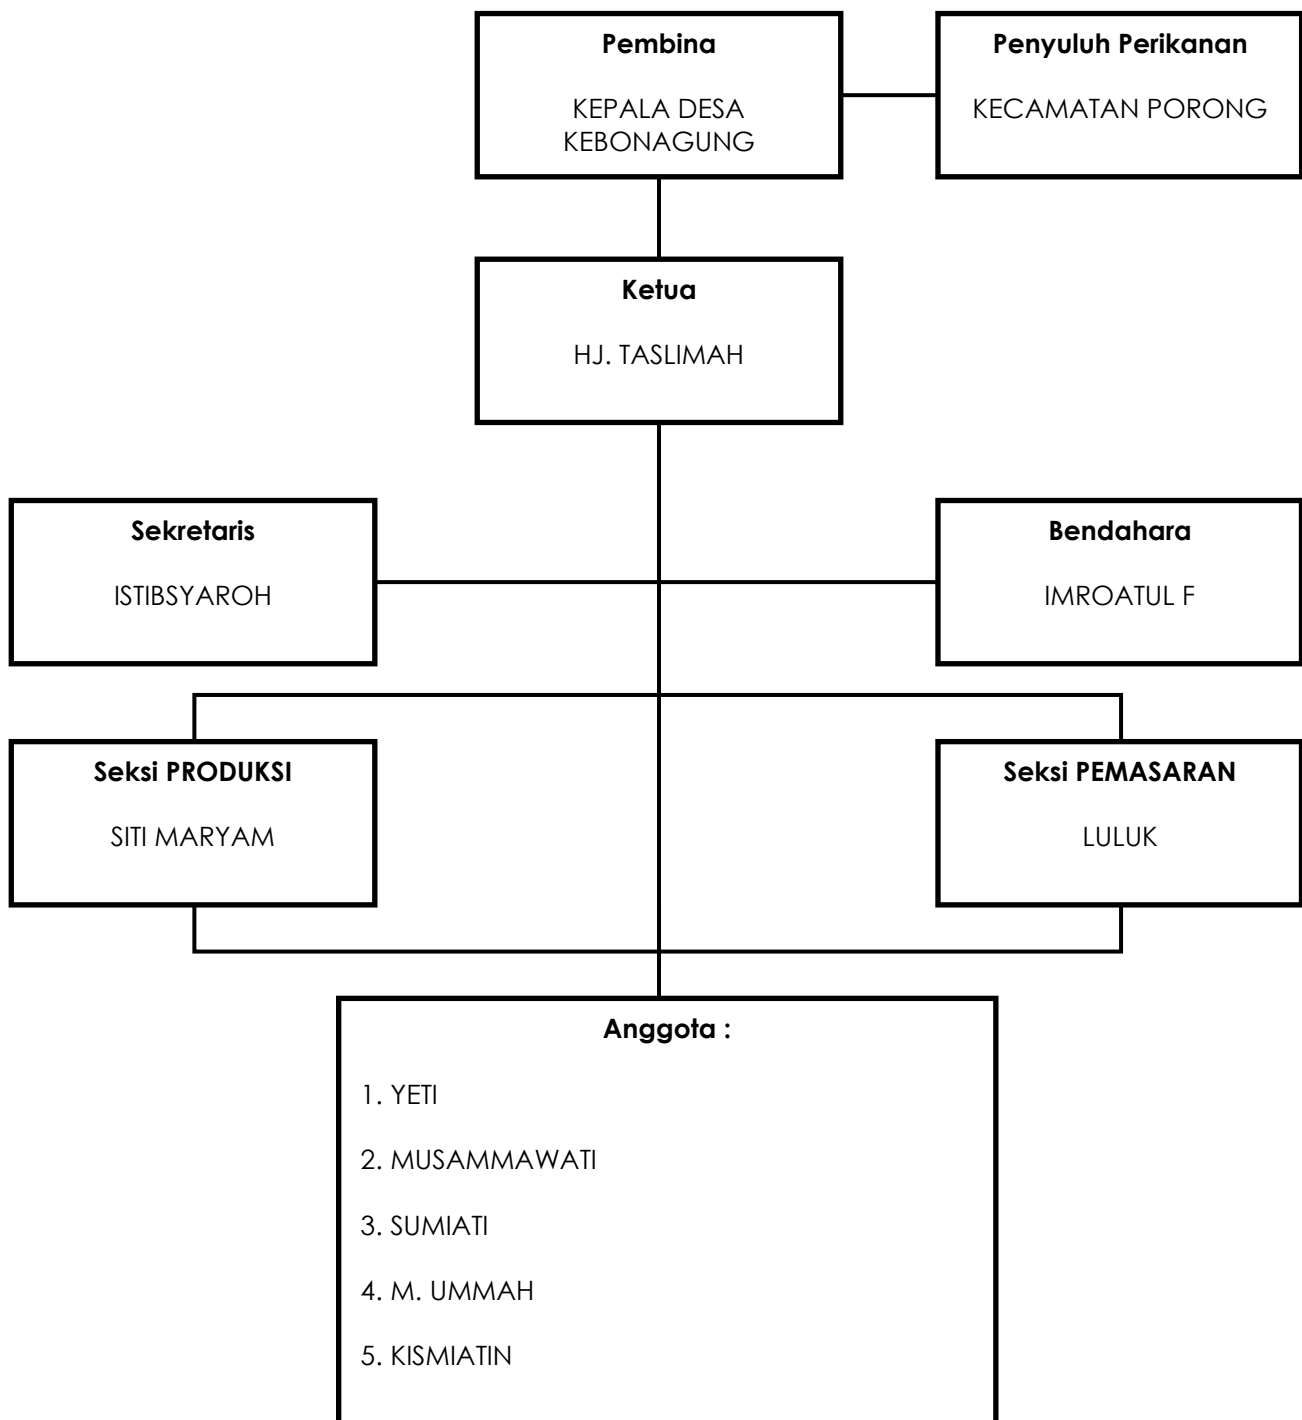 Pembina
KEPALA DESA
KEBONAGUNG
Penyuluh Perikanan
KECAMATAN PORONG
Ketua
HJ. TASLIMAH
Sekretaris
ISTIBSYAROH
Bendahara
IMROATUL F
Seksi PRODUKSI
SITI MARYAM
Seksi PEMASARAN
LULUK
Anggota :
1. YETI
2. MUSAMMAWATI
3. SUMIATI
4. M. UMMAH
5. KISMIATIN